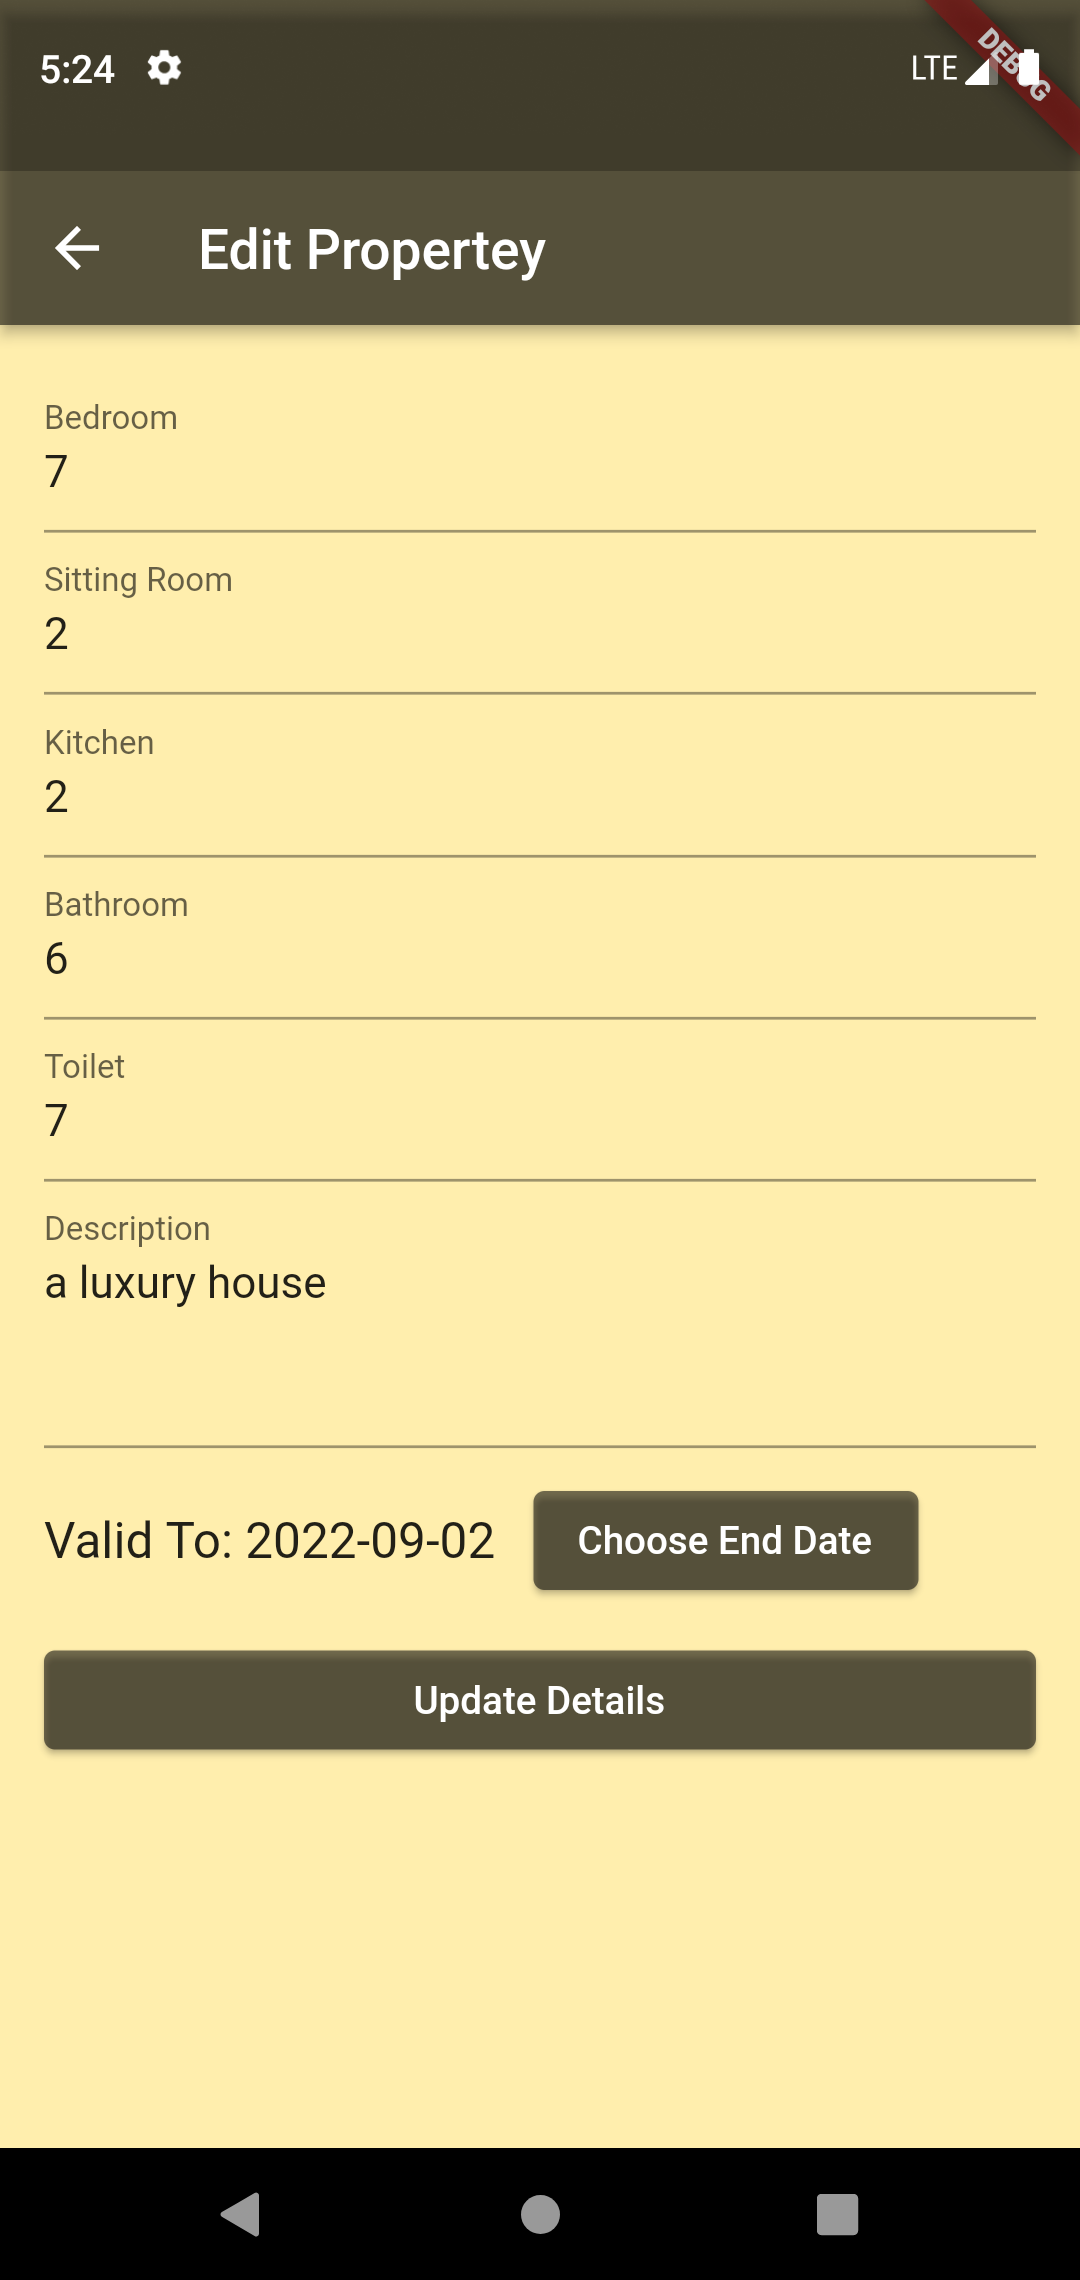 5:24
LTE
DEBUG
Edit Propertey
Bedroom
7
Sitting Room
2
Kitchen
2
Bathroom
6
Toilet
7
Description
a luxury house
Valid To: 2022-09-02
Choose End Date
Update Details